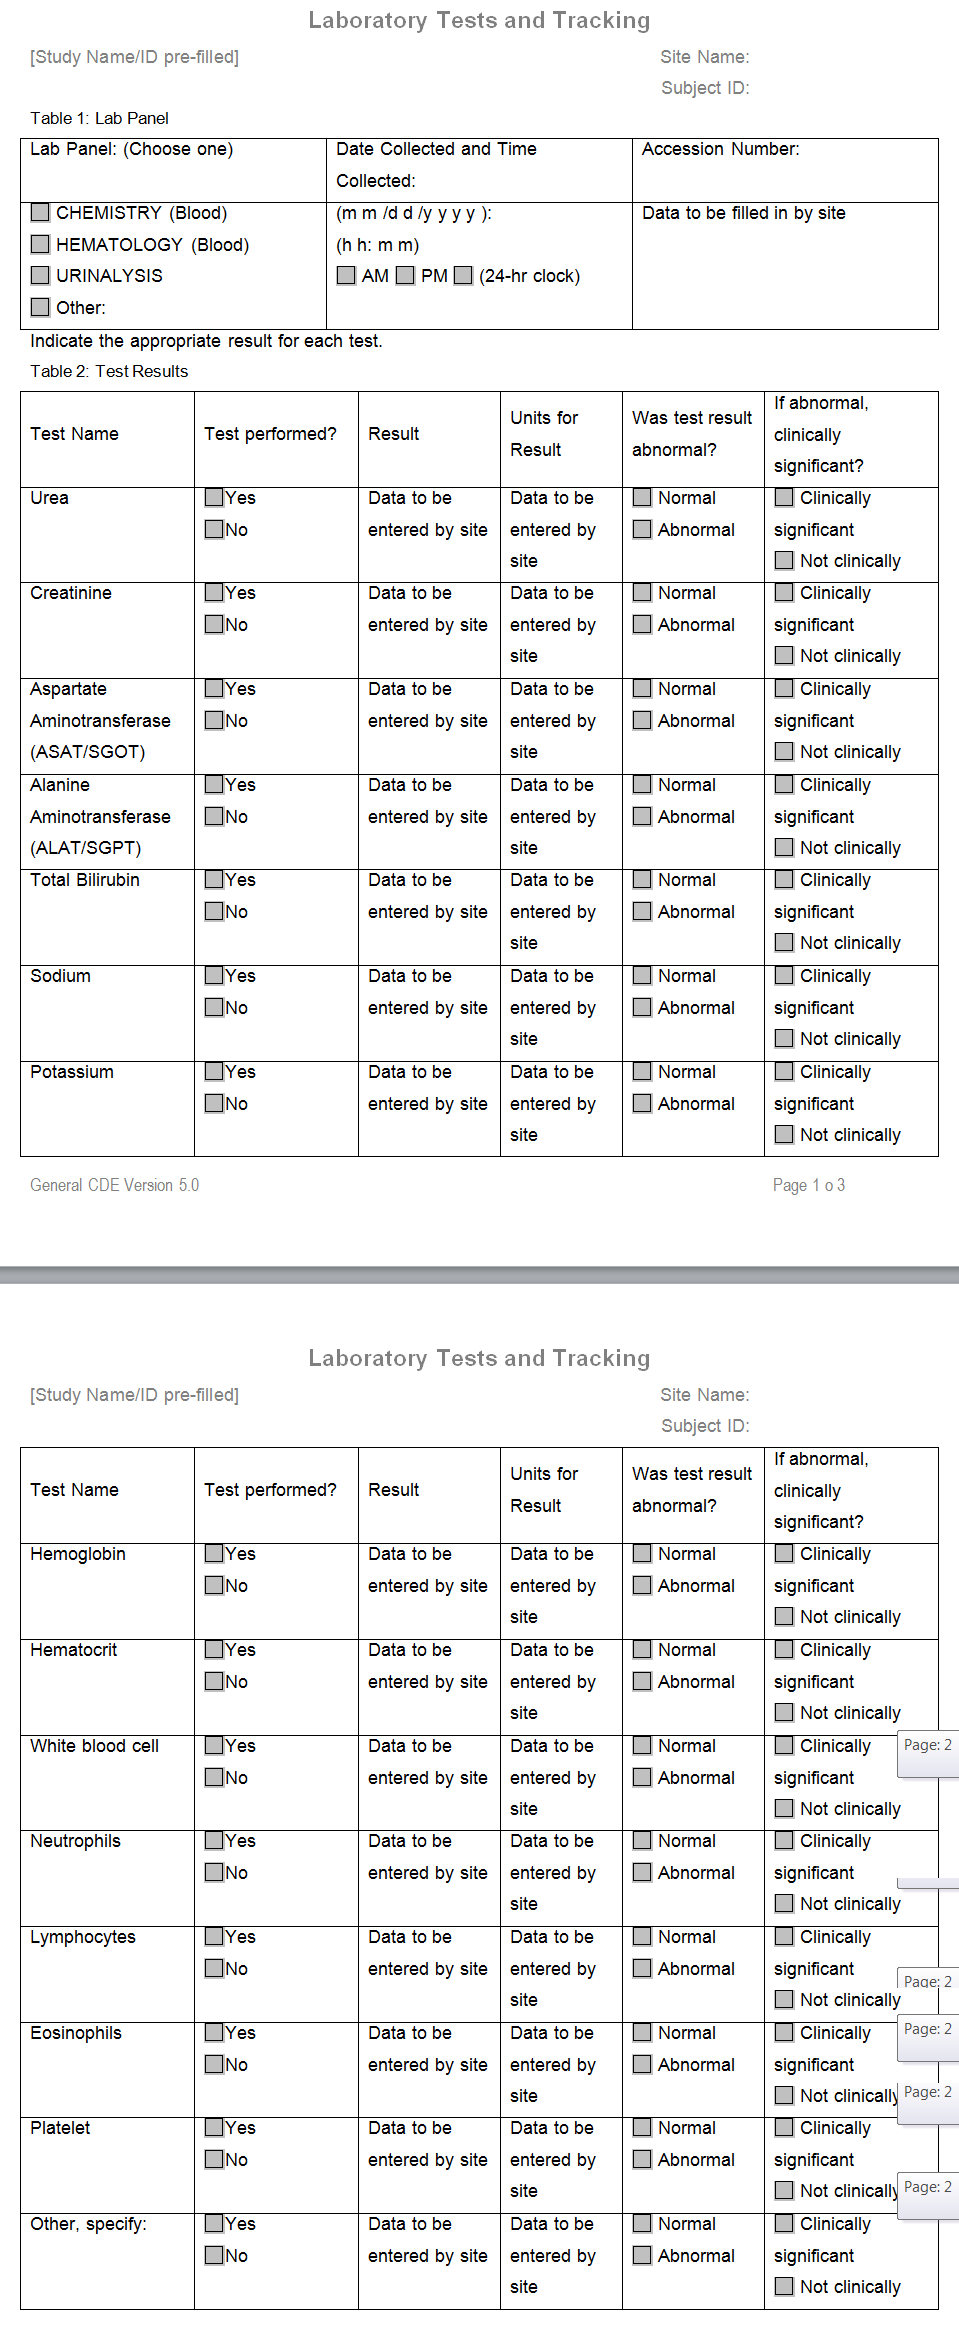 Laboratory Tests and Tracking
[Study Name/ID pre-filled] Site Name:
Subject ID:
Table 1: Lab Panel
Lab Panel: (Choose one)
Date Collected and Time
Collected:
Accession Number:
CHEMISTRY (Blood)
HEMATOLOGY (Blood)
URINALYSIS
Other:
(m m /d d /y y y y ):
(h h: m m)
AM PM (24-hr clock)
Data to be filled in by site
Indicate the appropriate result for each test.
Table 2: Test Results
Test Name
Test performed?
Result
Units for
Result
Was test result
abnormal?
If abnormal,
clinically
significant?
Urea
Yes
No
Data to be
entered by site
Data to be
entered by
site
Normal
Abnormal
Clinically
significant
Not clinically
Creatinine
Yes
No
Data to be
entered by site
Data to be
entered by
site
Normal
Abnormal
Clinically
significant
Not clinically
Aspartate
Aminotransferase
(ASAT/SGOT)
Yes
No
Data to be
entered by site
Data to be
entered by
site
Normal
Abnormal
Clinically
significant
Not clinically
Alanine
Aminotransferase
(ALAT/SGPT)
Yes
No
Data to be
entered by site
Data to be
entered by
site
Normal
Abnormal
Clinically
significant
Not clinically
Total Bilirubin
Yes
No
Data to be
entered by site
Data to be
entered by
site
Normal
Abnormal
Clinically
significant
Not clinically
Sodium
Yes
No
Data to be
entered by site
Data to be
entered by
site
Normal
Abnormal
Clinically
significant
Not clinically
Potassium
Yes
No
Data to be
entered by site
Data to be
entered by
site
Normal
Abnormal
Clinically
significant
Not clinically
General CDE Version 5.0 Page 1 o 3
Laboratory Tests and Tracking
[Study Name/ID pre-filled] Site Name:
Subject ID:
Test Name
Test performed?
Result
Units for
Result
Was test result
abnormal?
If abnormal,
clinically
significant?
Hemoglobin
Yes
No
Data to be
entered by site
Data to be
entered by
site
Normal
Abnormal
Clinically
significant
Not clinically
Hematocrit
Yes
No
Data to be
entered by site
Data to be
entered by
site
Normal
Abnormal
Clinically
significant
Not clinically
White blood cell
Yes
No
Data to be
entered by site
Data to be
entered by
site
Normal
Abnormal
Clinically
significant
Not clinically
Page: 2
Neutrophils
Yes
No
Data to be
entered by site
Data to be
entered by
site
Normal
Abnormal
Clinically
significant
Not clinically
Lymphocytes
Yes
No
Data to be
entered by site
Data to be
entered by
site
Normal
Abnormal
Clinically
significant
Not clinically
Page: 2
Eosinophils
Yes
No
Data to be
entered by site
Data to be
entered by
site
Normal
Abnormal
Clinically
significant
Not clinically
Page: 2
Page: 2
Platelet
Yes
No
Data to be
entered by site
Data to be
entered by
site
Normal
Abnormal
Clinically
significant
Not clinically
Page: 2
Other, specify:
Yes
No
Data to be
entered by site
Data to be
entered by
site
Normal
Abnormal
Clinically
significant
Not clinically